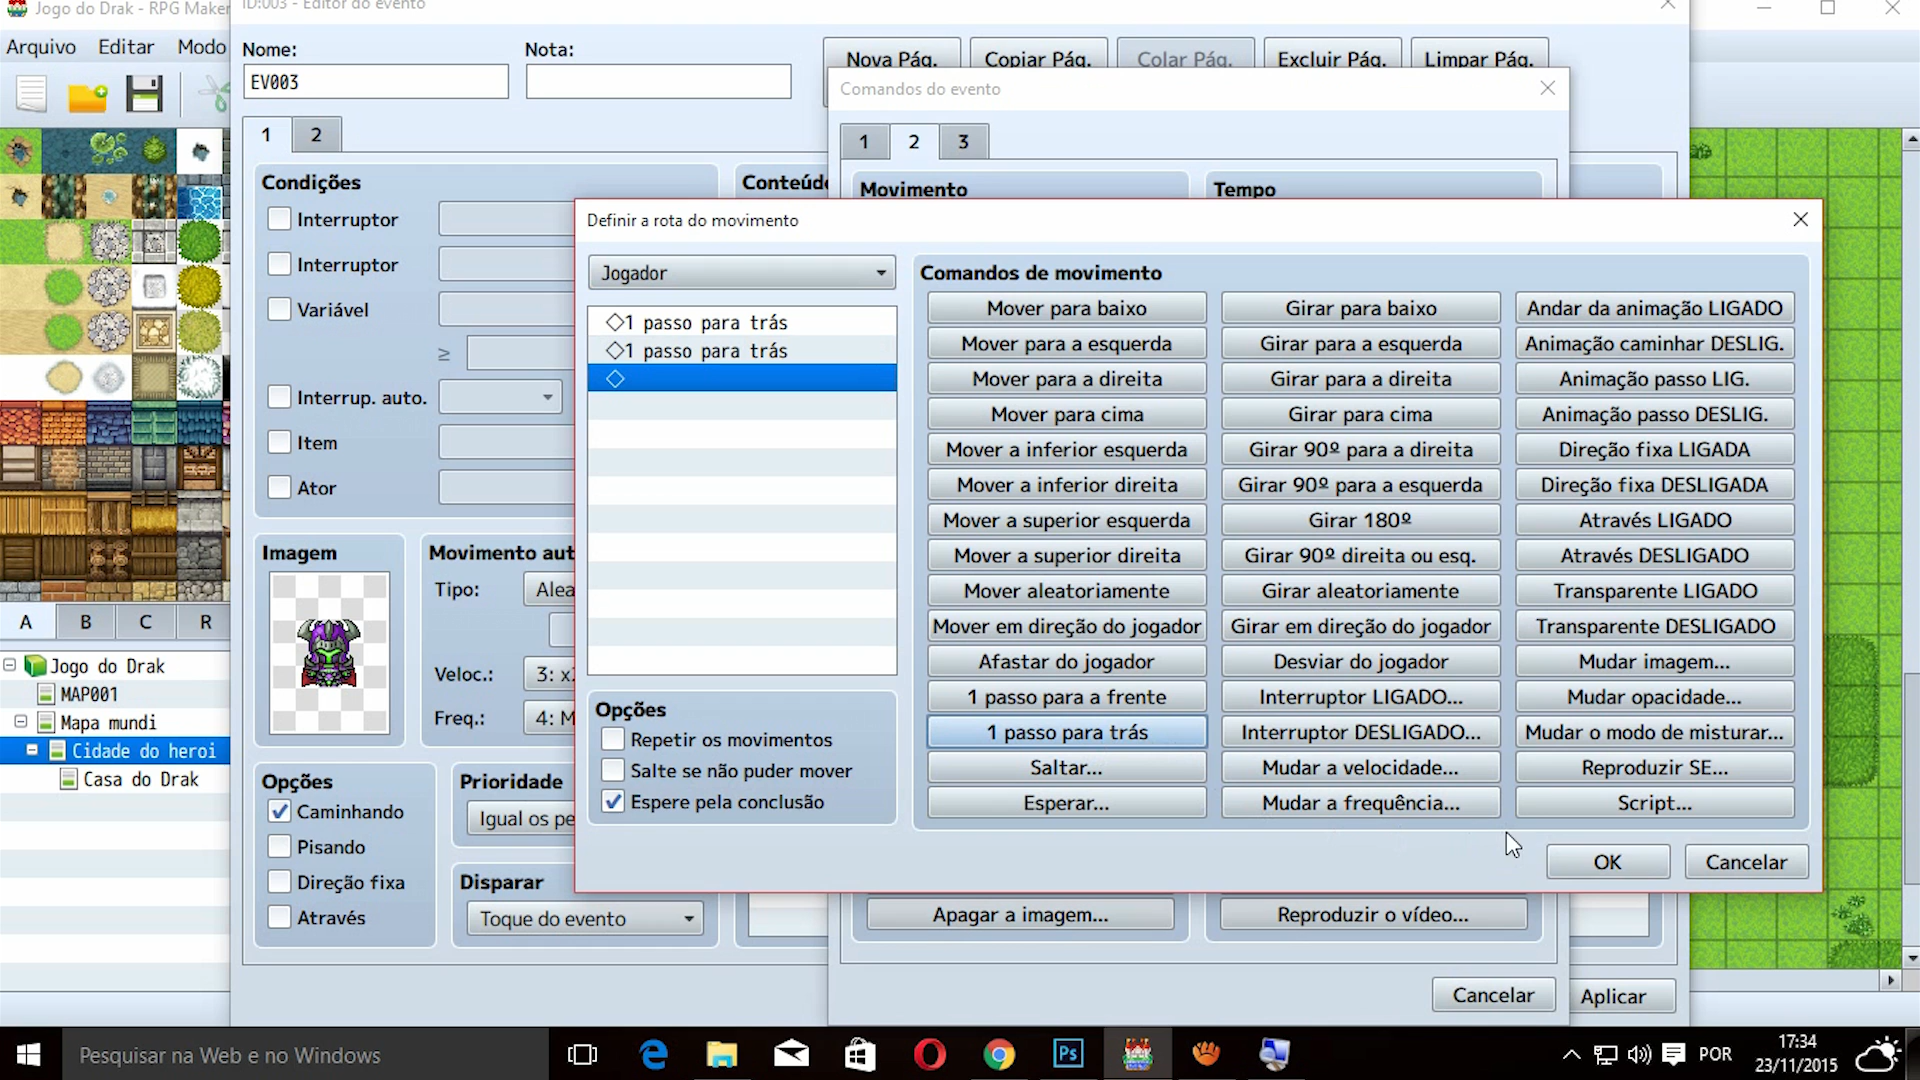 Jogo do Drak - RPG Maker
ID:003 - Editor do evento
Arquivo
Editar
Modo
Nome:
EV003
Nota:
Nova Pág.
Copiar Pág.
Colar Pág.
Excluir Pág.
Limpar Pág.
1
2
Condições
Interruptor
Interruptor
Variável
≥
Interrup. auto.
Item
Ator
Imagem
Movimento aut
Tipo:
Alea
Veloc.:
3: x
Freq.:
4: M
Opções
Caminhando
Pisando
Direção fixa
Através
Prioridade
Igual os pe
Disparar
Toque do evento
Conteúdo
Comandos do evento
1
2
3
Movimento
Tempo
Definir a rota do movimento
Jogador
◇1 passo para trás
◇1 passo para trás
◇
Opções
Repetir os movimentos
Salte se não puder mover
Espere pela conclusão
Comandos de movimento
Mover para baixo
Mover para a esquerda
Mover para a direita
Mover para cima
Mover a inferior esquerda
Mover a inferior direita
Mover a superior esquerda
Mover a superior direita
Mover aleatoriamente
Mover em direção do jogador
Afastar do jogador
1 passo para a frente
1 passo para trás
Saltar...
Esperar...
Girar para baixo
Girar para a esquerda
Girar para a direita
Girar para cima
Girar 90º para a direita
Girar 90º para a esquerda
Girar 180º
Girar 90º direita ou esq.
Girar aleatoriamente
Girar em direção do jogador
Desviar do jogador
Interruptor LIGADO...
Interruptor DESLIGADO...
Mudar a velocidade...
Mudar a frequência...
Andar da animação LIGADO
Animação caminhar DESLIG.
Animação passo LIG.
Animação passo DESLIG.
Direção fixa LIGADA
Direção fixa DESLIGADA
Através LIGADO
Através DESLIGADO
Transparente LIGADO
Transparente DESLIGADO
Mudar imagem...
Mudar opacidade...
Mudar o modo de misturar...
Reproduzir SE...
Script...
OK
Cancelar
Apagar a imagem...
Reproduzir o vídeo...
Cancelar
Aplicar
A
B
C
R
Jogo do Drak
MAP001
Mapa mundi
Cidade do heroi
Casa do Drak
Pesquisar na Web e no Windows
Ps
POR
17:34
23/11/2015